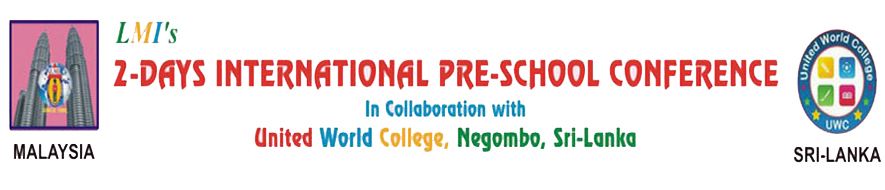 LMI's
2-DAYS INTERNATIONAL PRE-SCHOOL CONFERENCE
In Collaboration with
United World College, Negombo, Sri-Lanka
MALAYSIA
United World College
UWC
SRI-LANKA